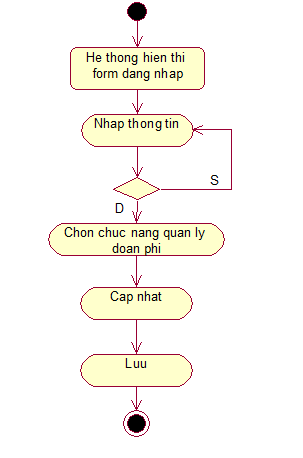 He thong hien thi
form dang nhap
Nhap thong tin
S
D
Chon chuc nang quan ly
doan phi
Cap nhat
Luu